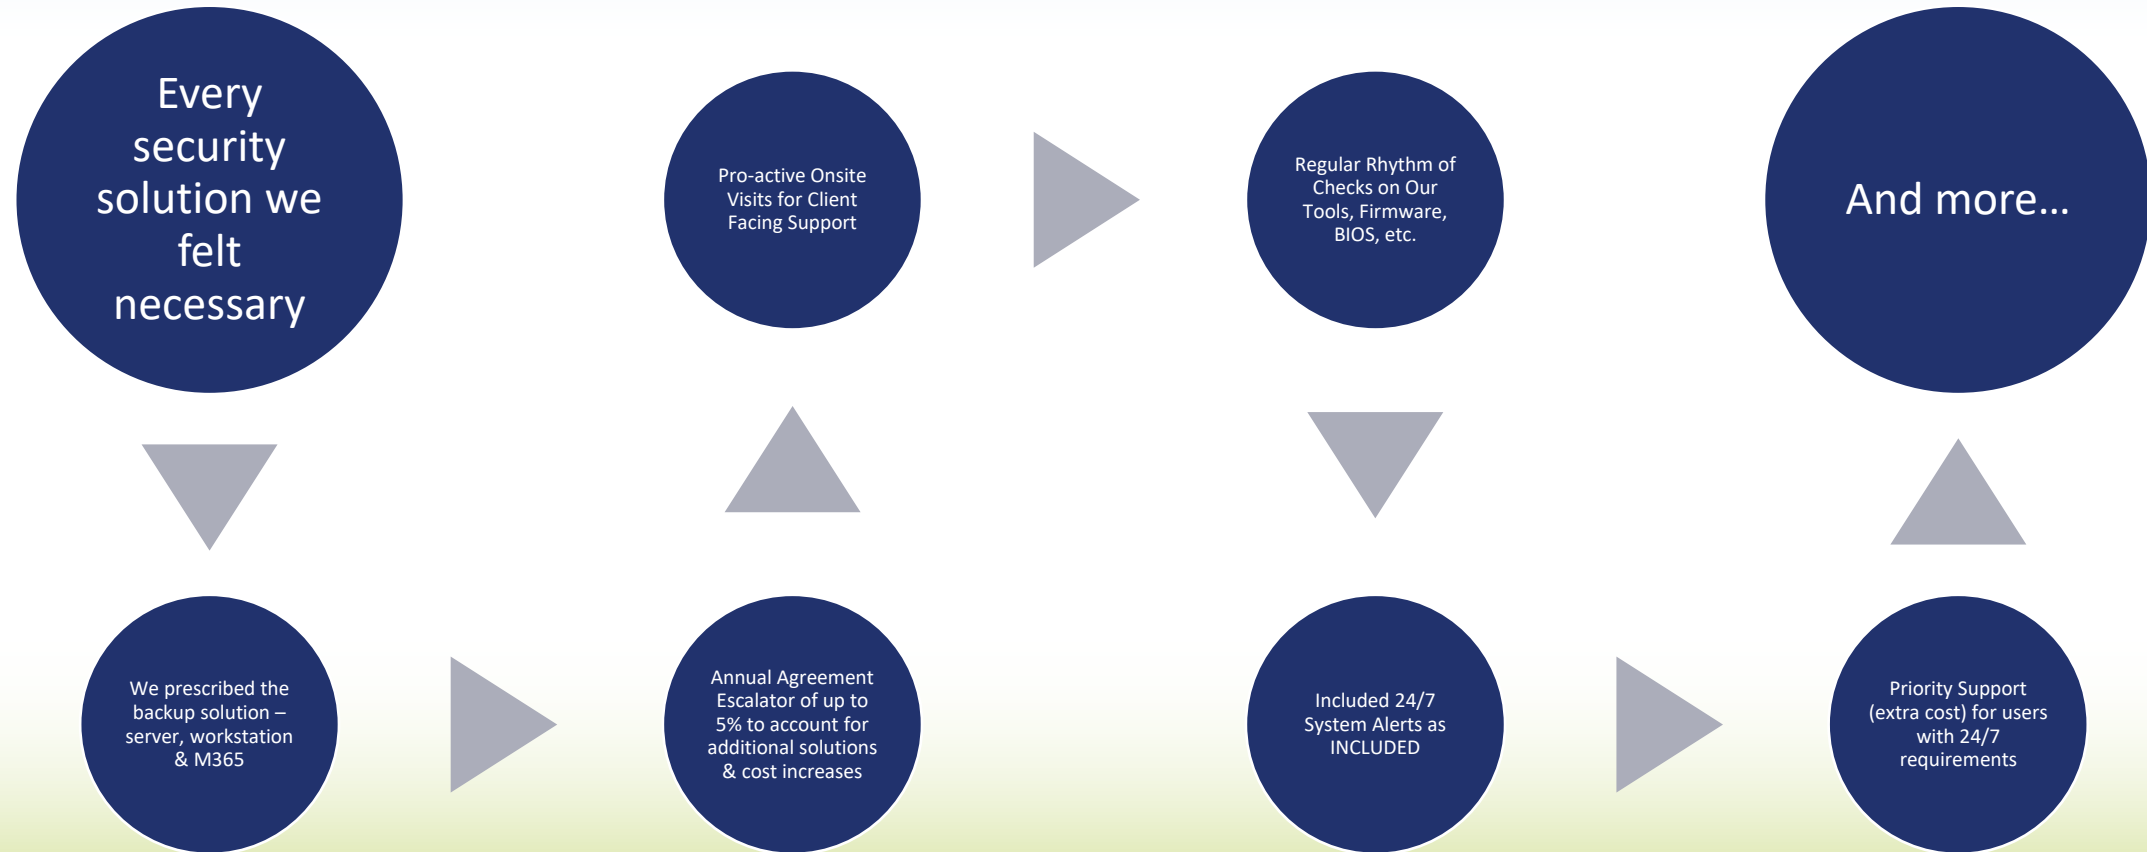 Every
security
solution we
felt
necessary
We prescribed the
backup solution –
server, workstation
& M365
Annual Agreement
Escalator of up to
5% to account for
additional solutions
& cost increases
Pro-active Onsite
Visits for Client
Facing Support
Regular Rhythm of
Checks on Our
Tools, Firmware,
BIOS, etc.
Included 24/7
System Alerts as
INCLUDED
Priority Support
(extra cost) for users
with 24/7
requirements
And more…